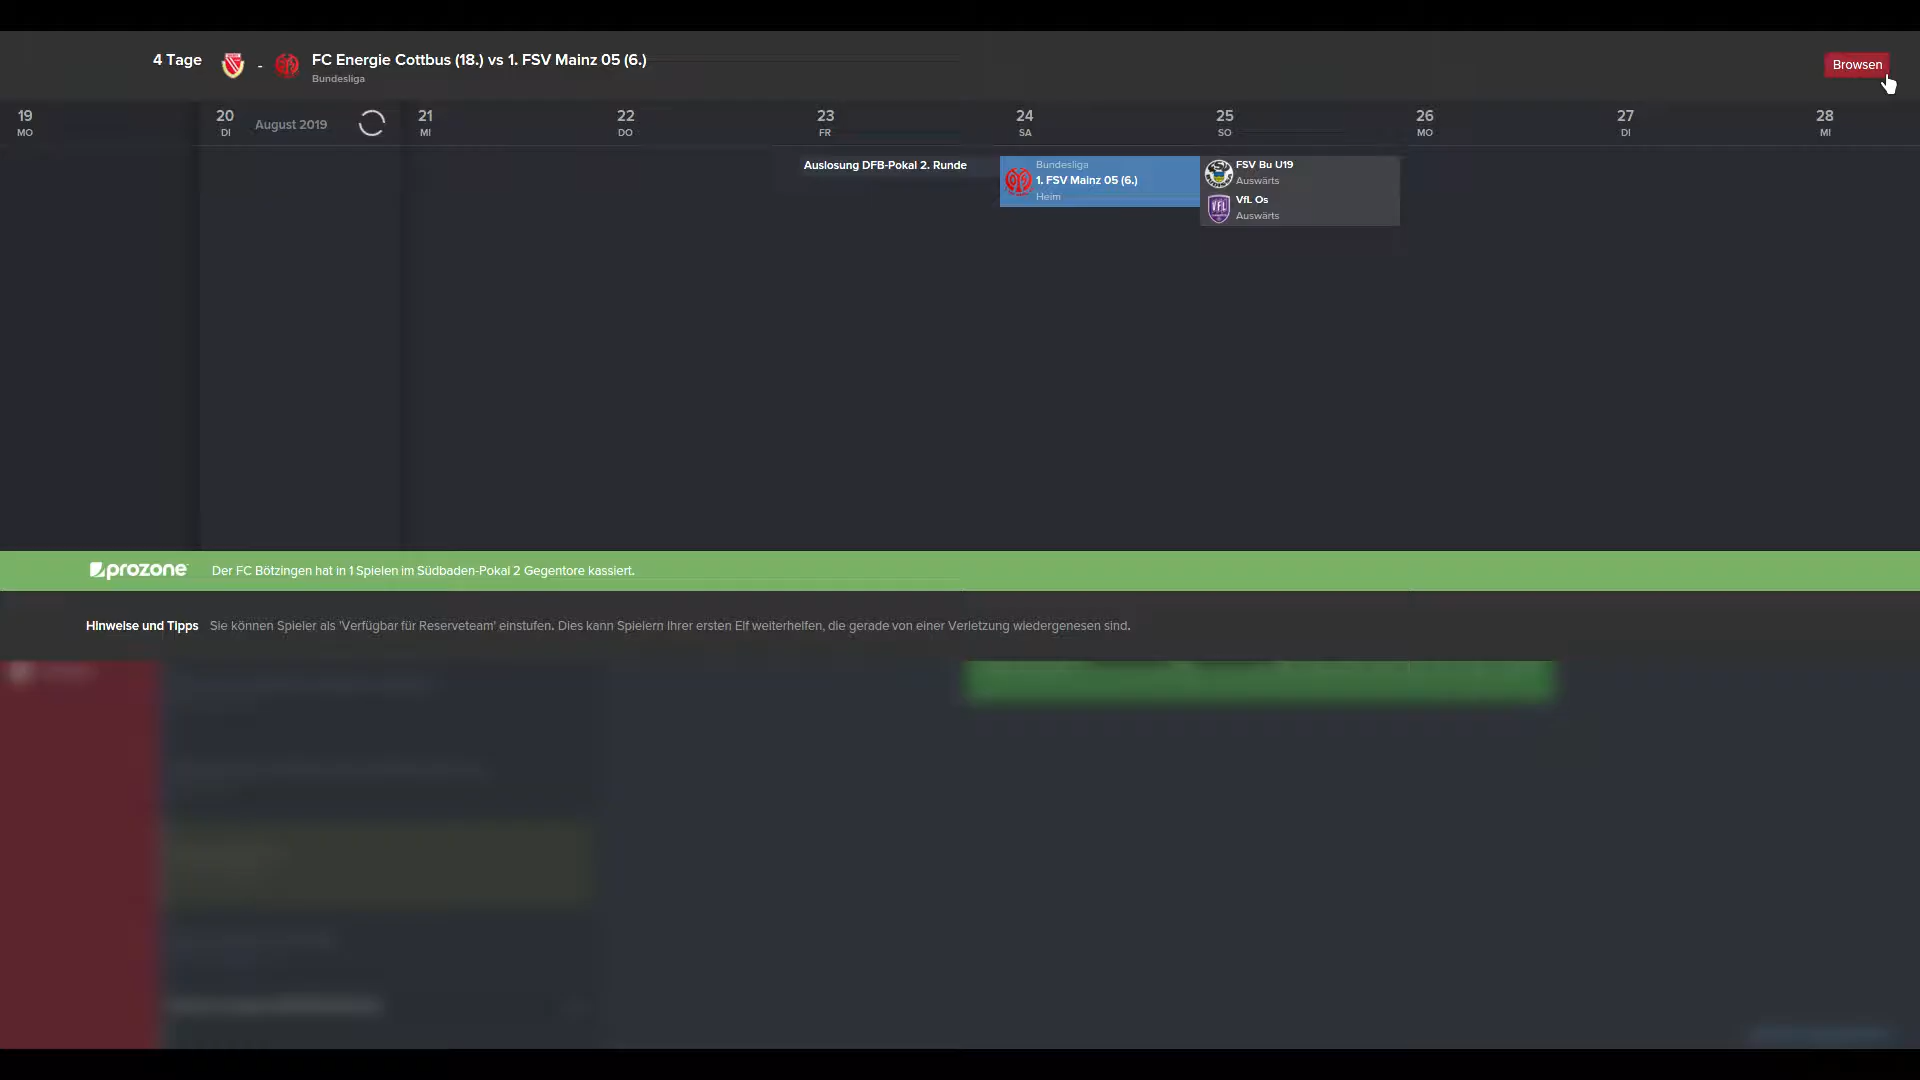 4 Tage
-
FC Energie Cottbus (18.) vs 1. FSV Mainz 05 (6.)
Bundesliga
Browsen
19
MO
20
DI
August 2019
21
MI
22
DO
23
FR
24
SA
25
SO
26
MO
27
DI
28
MI
Auslosung DFB-Pokal 2. Runde
Bundesliga
1. FSV Mainz 05 (6.)
Heim
FSV Bu U19
Auswärts
VfL
VfL Os
Auswärts
prozone
Der FC Bötzingen hat in 1 Spielen im Südbaden-Pokal 2 Gegentore kassiert.
Hinweise und Tipps
Sie können Spieler als 'Verfügbar für Reserveteam' einstufen. Dies kann Spielern Ihrer ersten Elf weiterhelfen, die gerade von einer Verletzung wiedergenesen sind.